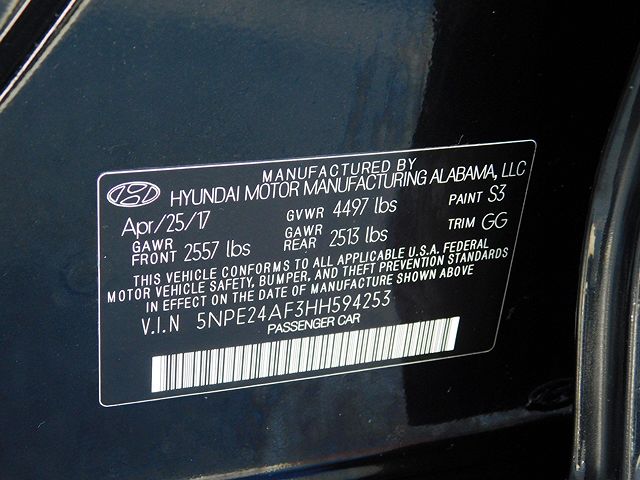 MANUFACTURED BY
HYUNDAI MOTOR MANUFACTURING ALABAMA, LLC
Apr/25/17 GVWR 4497 lbs PAINT S3
GAWR FRONT 2557 lbs GAWR REAR 2513 lbs TRIM GG
THIS VEHICLE CONFORMS TO ALL APPLICABLE U.S.A. FEDERAL
MOTOR VEHICLE SAFETY, BUMPER, AND THEFT PREVENTION STANDARDS
IN EFFECT ON THE DATE OF MANUFACTURE SHOWN ABOVE
V.I.N 5NPE24AF3HH594253
PASSENGER CAR